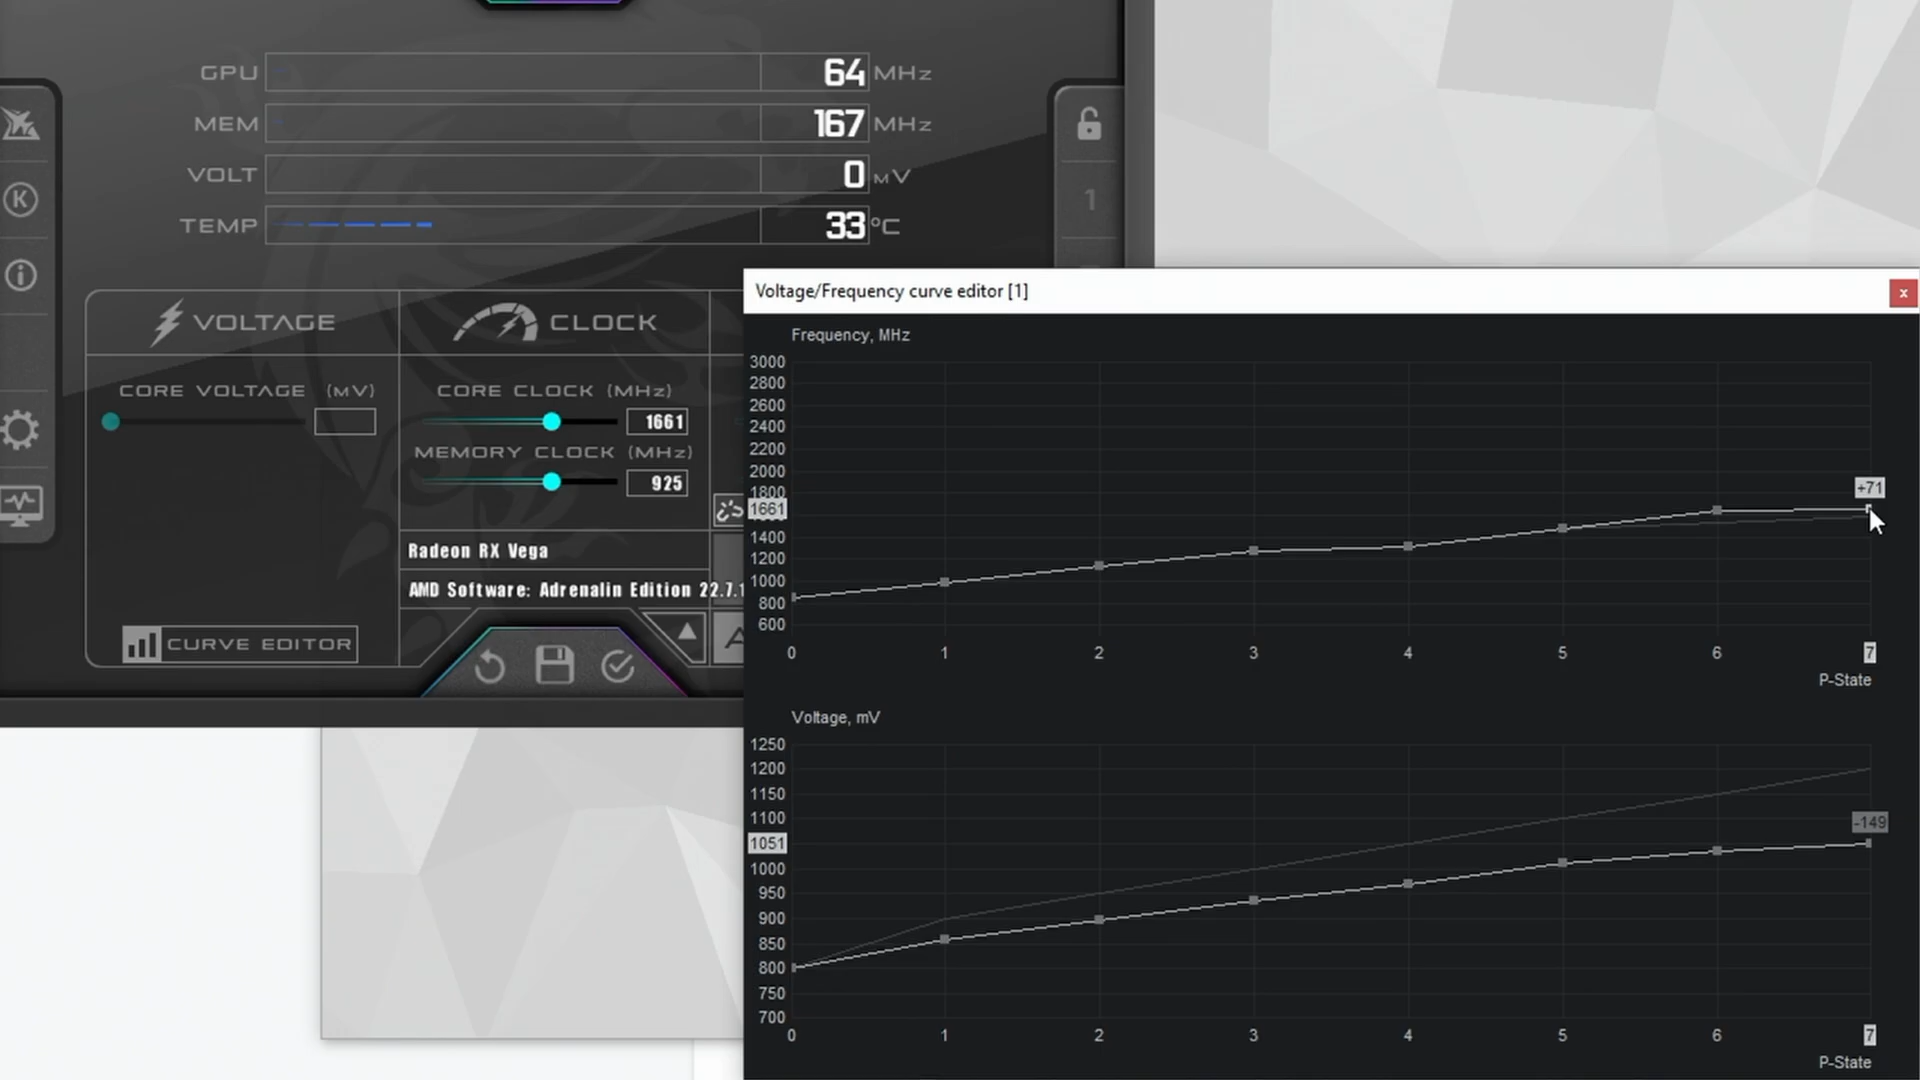 GPU 64 MHz
MEM 167 MHz
VOLT 0 mV
TEMP 33 °C
K
1
i
VOLTAGE
CLOCK
CORE VOLTAGE (MV)
CORE CLOCK (MHz)
1661
MEMORY CLOCK (MHz)
925
Radeon RX Vega
AMD Software: Adrenalin Edition 22.7.1
CURVE EDITOR
A
Voltage/Frequency curve editor [1]
x
Frequency, MHz
3000
2800
2600
2400
2200
2000
1800
+71
1661
1400
1200
1000
800
600
0 1 2 3 4 5 6 7
P-State
Voltage, mV
1250
1200
1150
1100
-149
1051
1000
950
900
850
800
750
700
0 1 2 3 4 5 6 7
P-State